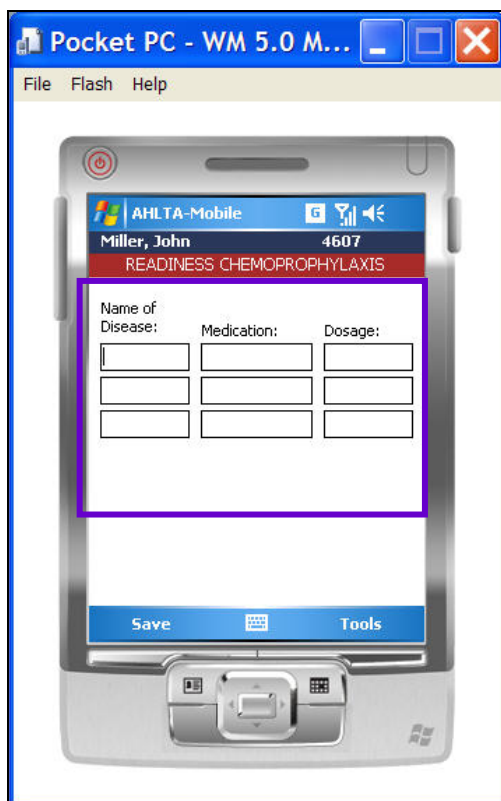 Pocket PC - WM 5.0 M...
File Flash Help
AHLTA-Mobile G
Miller, John 4607
READINESS CHEMOPROPHYLAXIS
Name of
Disease: Medication: Dosage:
Save Tools